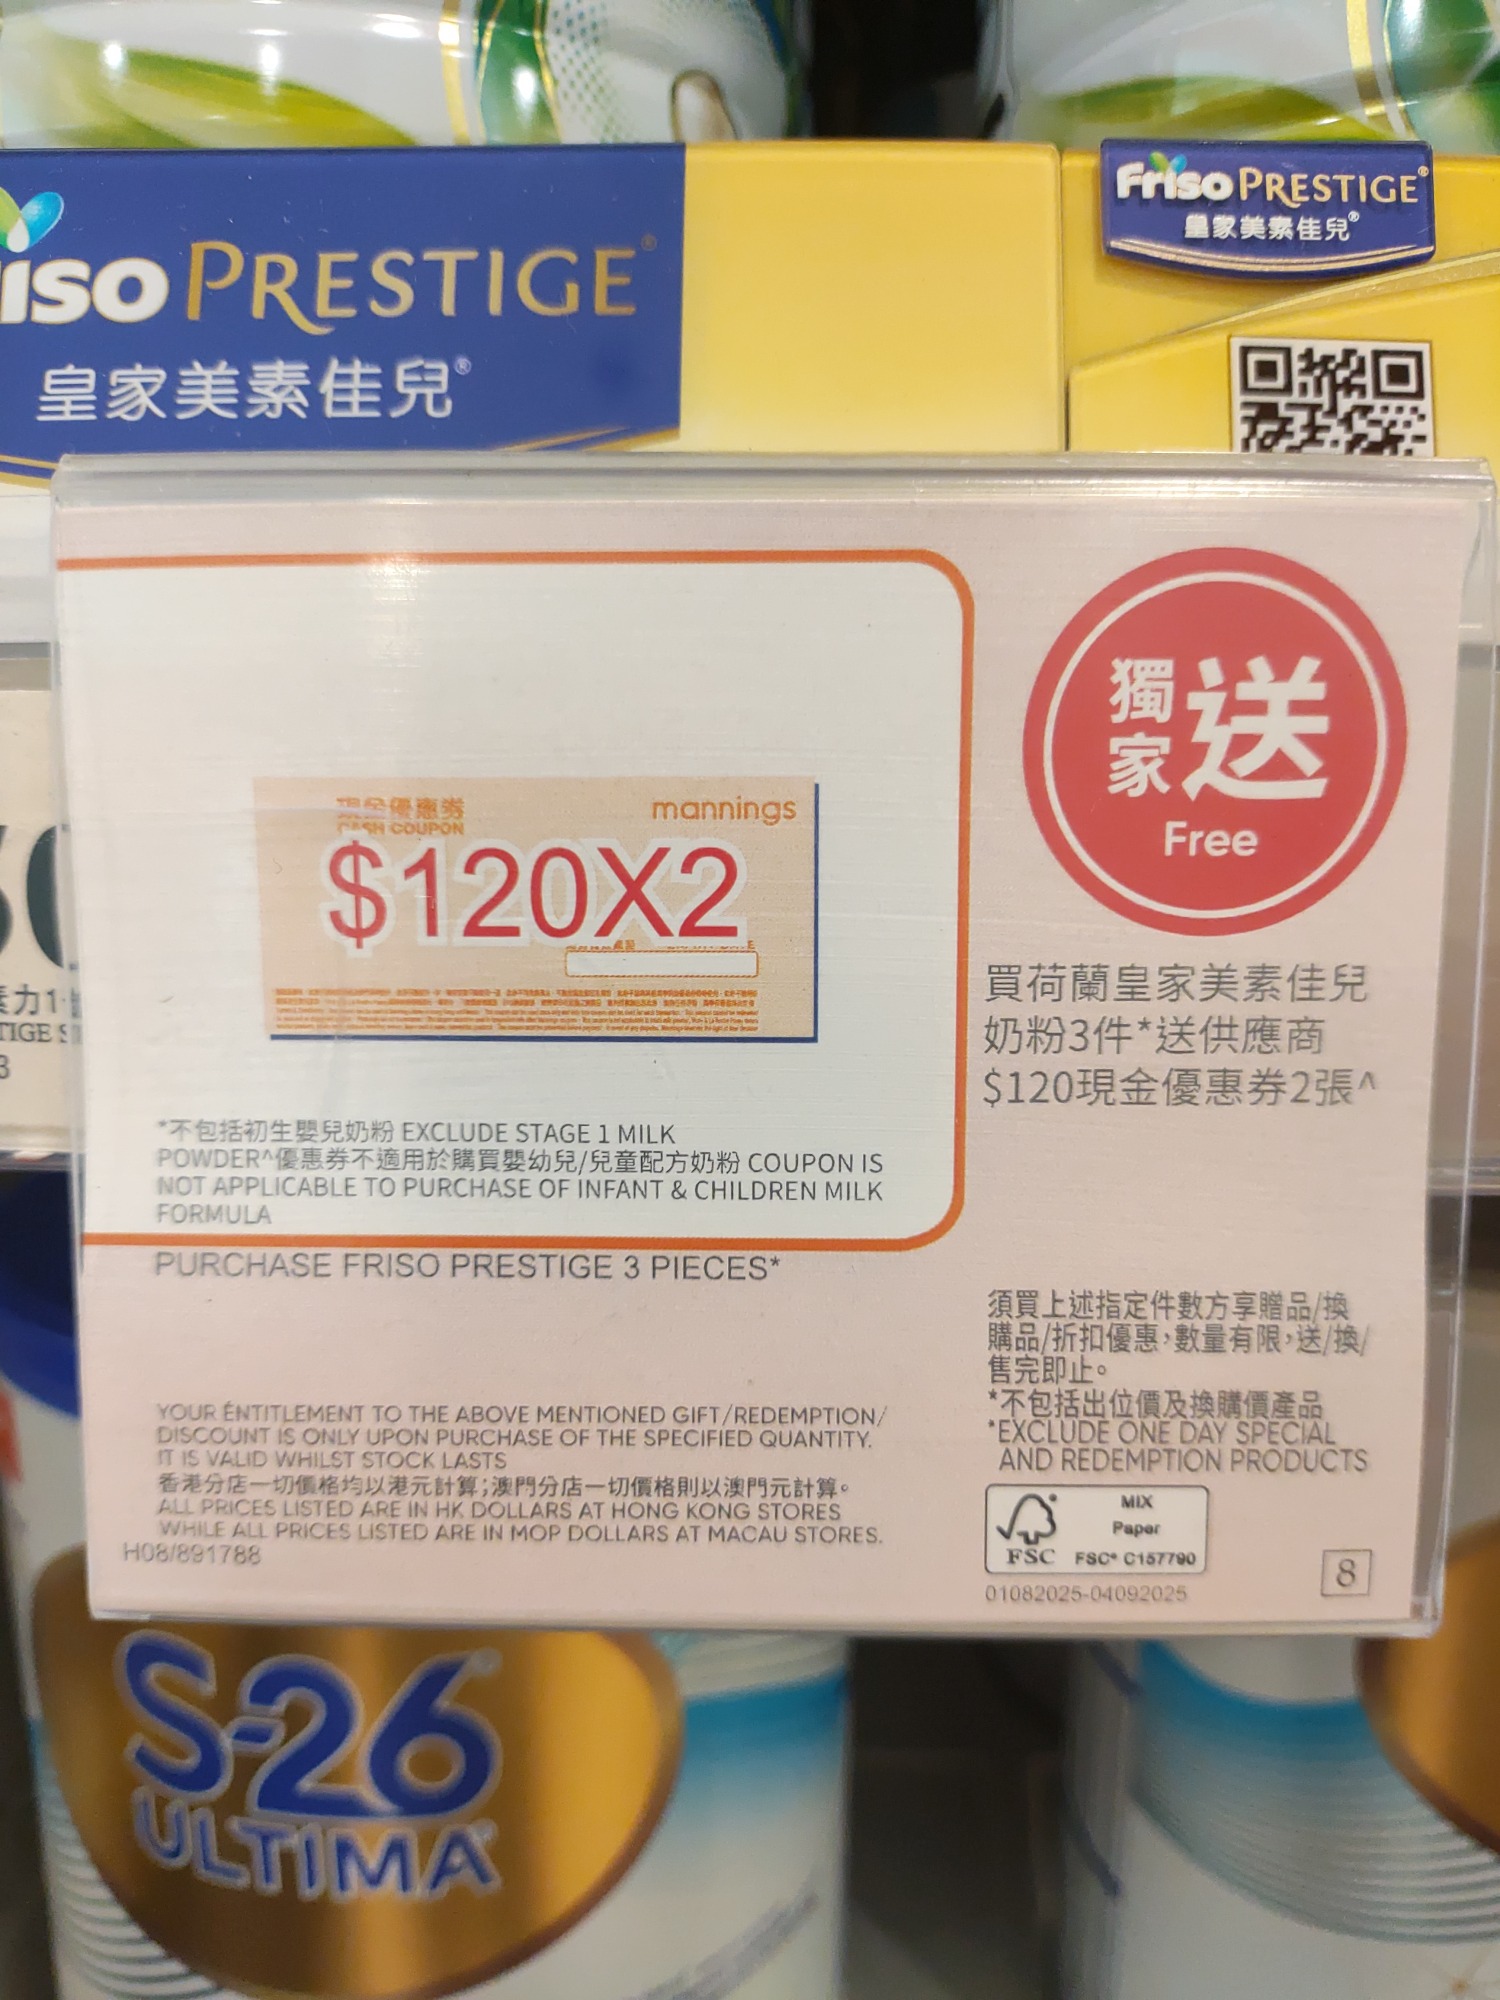 PRESTIGE®
皇家美素佳兒®
Friso PRESTIGE®
皇家美素佳兒®
獨家送
Free
現金優惠券
CASH COUPON
mannings
$120X2
買荷蘭皇家美素佳兒
奶粉3件*送供應商
$120現金優惠券2張^
*不包括初生嬰兒奶粉 EXCLUDE STAGE 1 MILK
POWDER^優惠券不適用於購買嬰幼兒/兒童配方奶粉 COUPON IS
NOT APPLICABLE TO PURCHASE OF INFANT & CHILDREN MILK
FORMULA
PURCHASE FRISO PRESTIGE 3 PIECES*
須買上述指定件數方享贈品/換
購品/折扣優惠，數量有限，送/換/
售完即止。
*不包括出位價及換購價產品
*EXCLUDE ONE DAY SPECIAL
AND REDEMPTION PRODUCTS
YOUR ENTITLEMENT TO THE ABOVE MENTIONED GIFT/REDEMPTION/
DISCOUNT IS ONLY UPON PURCHASE OF THE SPECIFIED QUANTITY.
IT IS VALID WHILST STOCK LASTS
香港分店一切價格均以港元計算；澳門分店一切價格則以澳門元計算。
ALL PRICES LISTED ARE IN HK DOLLARS AT HONG KONG STORES
WHILE ALL PRICES LISTED ARE IN MOP DOLLARS AT MACAU STORES.
H08/891788
MIX
Paper
FSC
FSC® C157790
01082025-04092025
8
S-26
ULTIMA